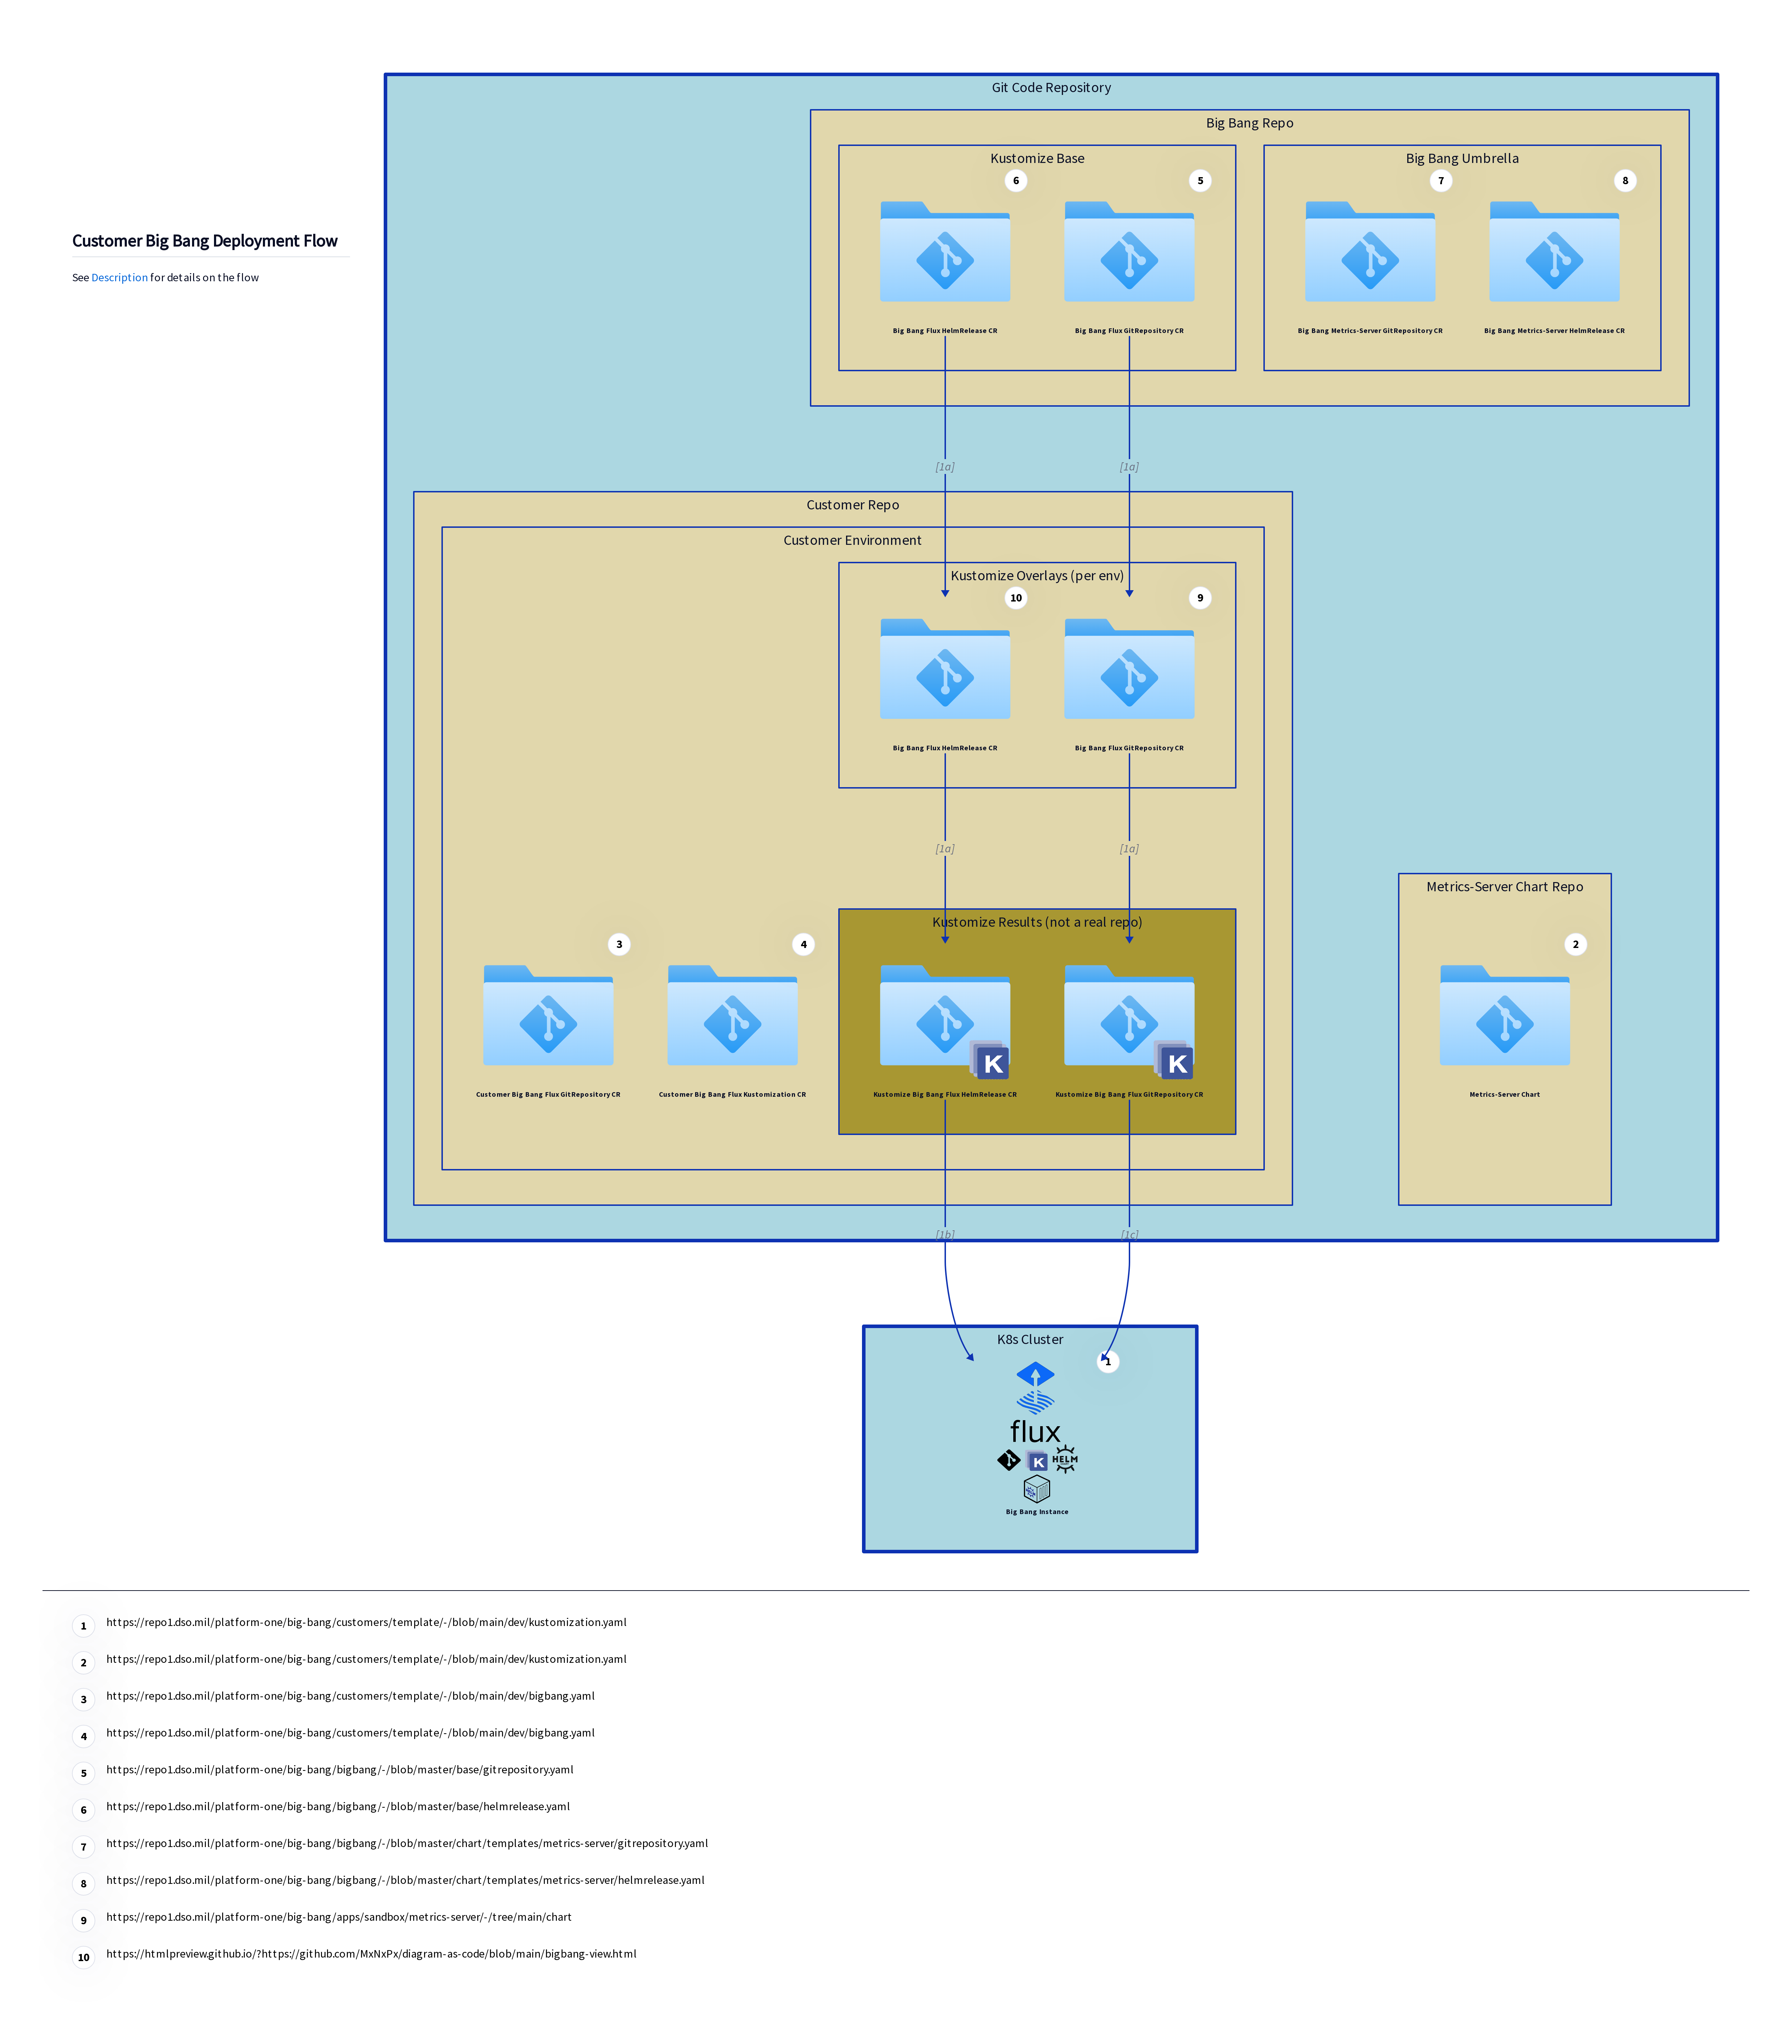 Git Code Repository
Big Bang Repo
Kustomize Base
Big Bang Umbrella
6
5
7
8
Customer Big Bang Deployment Flow
See Description for details on the flow
Big Bang Flux HelmRelease CR
Big Bang Flux GitRepository CR
Big Bang Metrics-Server GitRepository CR
Big Bang Metrics-Server HelmRelease CR
[1a]
[1a]
Customer Repo
Customer Environment
Kustomize Overlays (per env)
10
9
Big Bang Flux HelmRelease CR
Big Bang Flux GitRepository CR
[1a]
[1a]
Metrics-Server Chart Repo
Kustomize Results (not a real repo)
3
4
2
K
K
Customer Big Bang Flux GitRepository CR
Customer Big Bang Flux Kustomization CR
Kustomize Big Bang Flux HelmRelease CR
Kustomize Big Bang Flux GitRepository CR
Metrics-Server Chart
[1b]
[1c]
K8s Cluster
1
flux
K
HELM
Big Bang Instance
1 https://repo1.dso.mil/platform-one/big-bang/customers/template/-/blob/main/dev/kustomization.yaml
2 https://repo1.dso.mil/platform-one/big-bang/customers/template/-/blob/main/dev/kustomization.yaml
3 https://repo1.dso.mil/platform-one/big-bang/customers/template/-/blob/main/dev/bigbang.yaml
4 https://repo1.dso.mil/platform-one/big-bang/customers/template/-/blob/main/dev/bigbang.yaml
5 https://repo1.dso.mil/platform-one/big-bang/bigbang/-/blob/master/base/gitrepository.yaml
6 https://repo1.dso.mil/platform-one/big-bang/bigbang/-/blob/master/base/helmrelease.yaml
7 https://repo1.dso.mil/platform-one/big-bang/bigbang/-/blob/master/chart/templates/metrics-server/gitrepository.yaml
8 https://repo1.dso.mil/platform-one/big-bang/bigbang/-/blob/master/chart/templates/metrics-server/helmrelease.yaml
9 https://repo1.dso.mil/platform-one/big-bang/apps/sandbox/metrics-server/-/tree/main/chart
10 https://htmlpreview.github.io/?https://github.com/MxNxPx/diagram-as-code/blob/main/bigbang-view.html